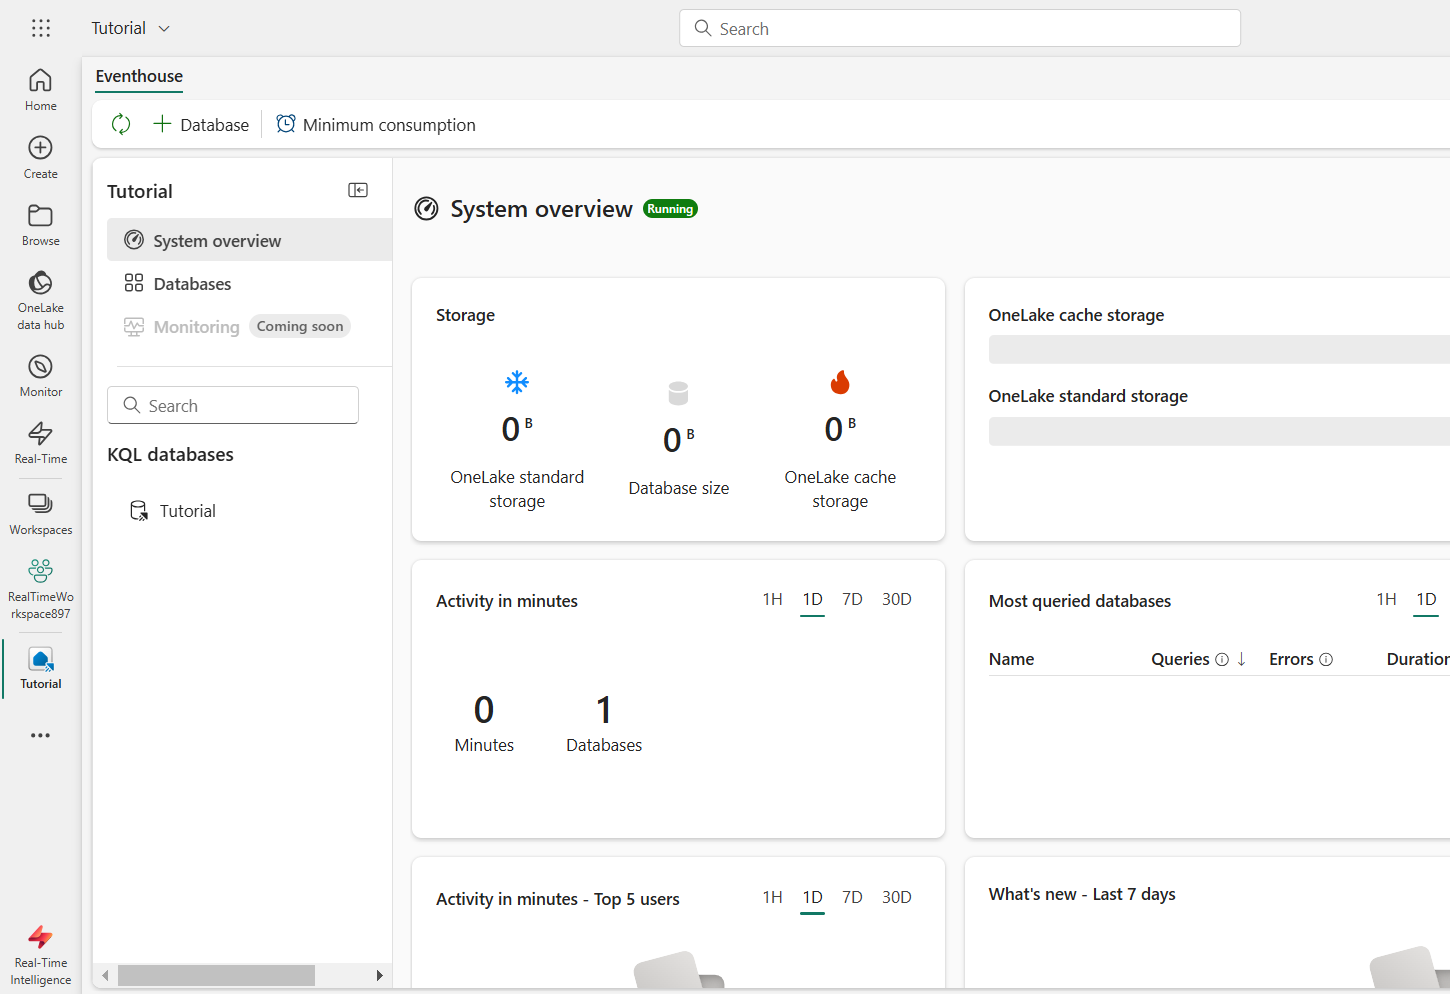 Tutorial
Search
Home
Create
Browse
OneLake
data hub
Monitor
Real-Time
Workspaces
RealTimeWo
rkspace897
Tutorial
Real-Time
Intelligence
Eventhouse
Database
Minimum consumption
Tutorial
System overview
Databases
Monitoring Coming soon
Search
KQL databases
Tutorial
System overview Running
Storage
0 B
OneLake standard
storage
0 B
Database size
0 B
OneLake cache
storage
OneLake cache storage
OneLake standard storage
Activity in minutes 1H 1D 7D 30D
0
Minutes
1
Databases
Most queried databases 1H 1D
Name Queries Errors Duration
Activity in minutes - Top 5 users 1H 1D 7D 30D
What's new - Last 7 days